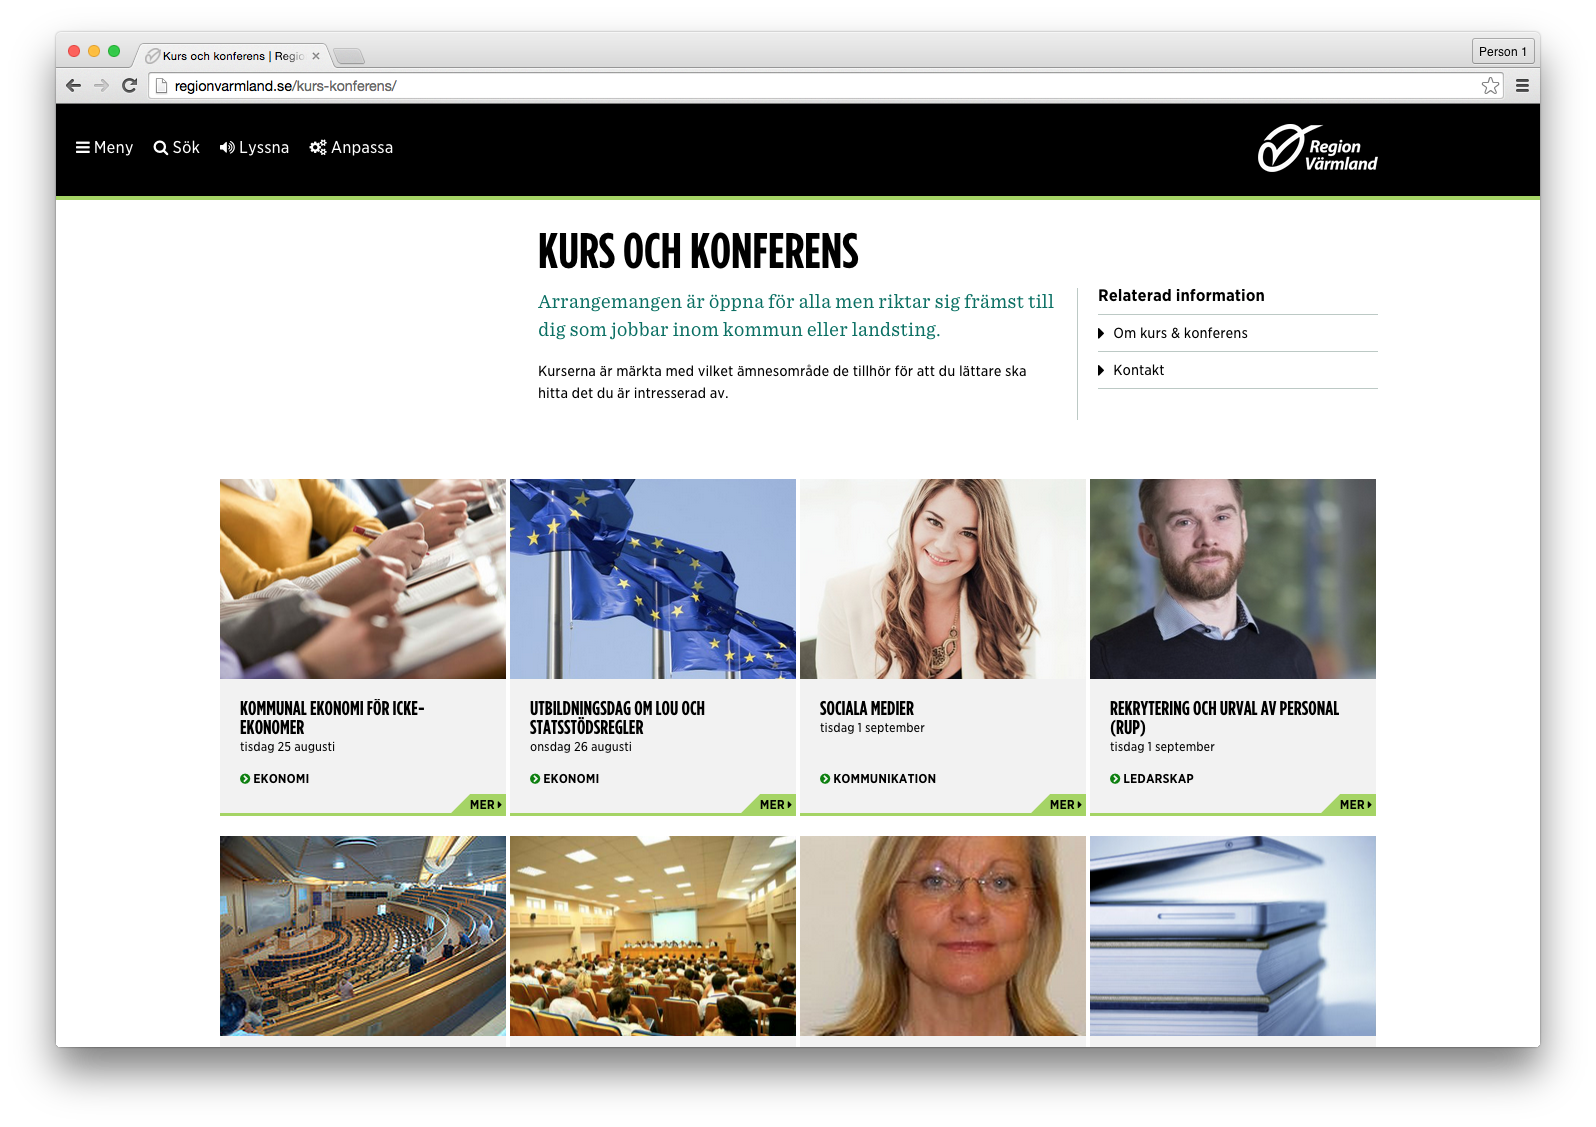 Kurs och konferens | Regio
Person 1
regionvarmland.se/kurs-konferens/
Meny Sök Lyssna Anpassa
Region
Värmland
KURS OCH KONFERENS
Arrangemangen är öppna för alla men riktar sig främst till
dig som jobbar inom kommun eller landsting.
Kurserna är märkta med vilket ämnesområde de tillhör för att du lättare ska
hitta det du är intresserad av.
Relaterad information
Om kurs & konferens
Kontakt
KOMMUNAL EKONOMI FÖR ICKE-
EKONOMER
tisdag 25 augusti
EKONOMI
MER
UTBILDNINGSDAG OM LOU OCH
STATSSTÖDSREGLER
onsdag 26 augusti
EKONOMI
MER
SOCIALA MEDIER
tisdag 1 september
KOMMUNIKATION
MER
REKRYTERING OCH URVAL AV PERSONAL
(RUP)
tisdag 1 september
LEDARSKAP
MER